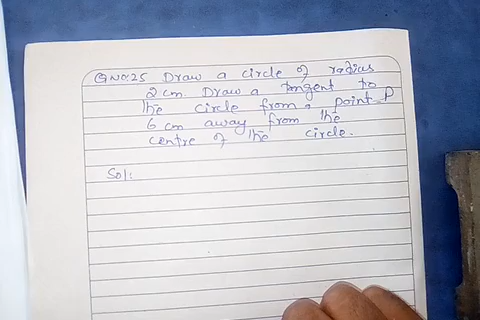 Q NO:25 Draw a circle of radius
2 cm. Draw a tangent to
the circle from a point P
6 cm away from the
centre of the circle.
Sol: